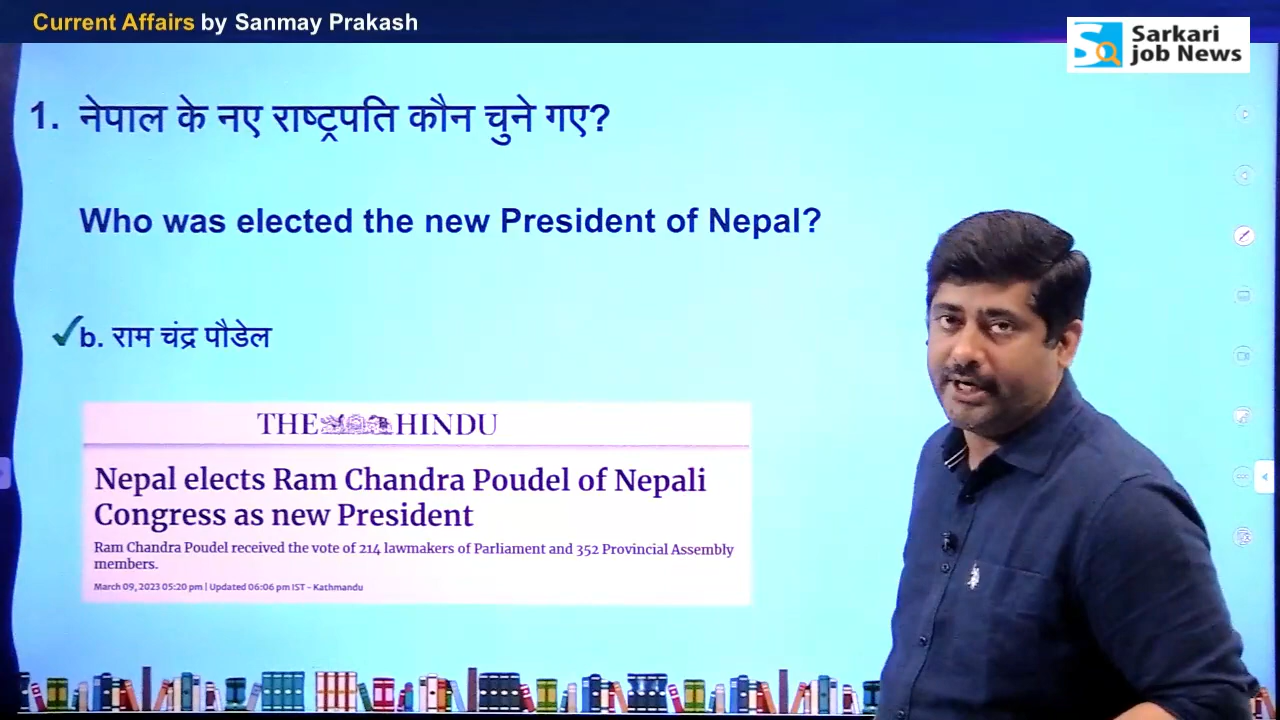 Current Affairs by Sanmay Prakash
Sarkari
job News
1. नेपाल के नए राष्ट्रपति कौन चुने गए?
Who was elected the new President of Nepal?
b. राम चंद्र पौडेल
THE HINDU
Nepal elects Ram Chandra Poudel of Nepali
Congress as new President
Ram Chandra Poudel received the vote of 214 lawmakers of Parliament and 352 Provincial Assembly
members.
March 09, 2023 05:20 pm | Updated 06:06 pm IST - Kathmandu